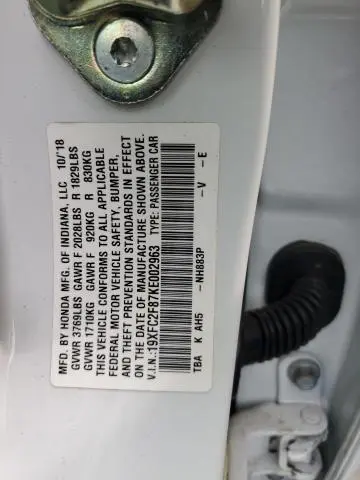 MFD. BY HONDA MFG. OF INDIANA, LLC 10/'18
GVWR 3769LBS GAWR F 2028LBS R 1829LBS
GVWR 1710KG GAWR F 920KG R 830KG
THIS VEHICLE CONFORMS TO ALL APPLICABLE
FEDERAL MOTOR VEHICLE SAFETY, BUMPER,
AND THEFT PREVENTION STANDARDS IN EFFECT
ON THE DATE OF MANUFACTURE SHOWN ABOVE.
V.I.N.:19XFC2F87KE002963 TYPE: PASSENGER CAR
-NH883P -V -E
TBA K AH5